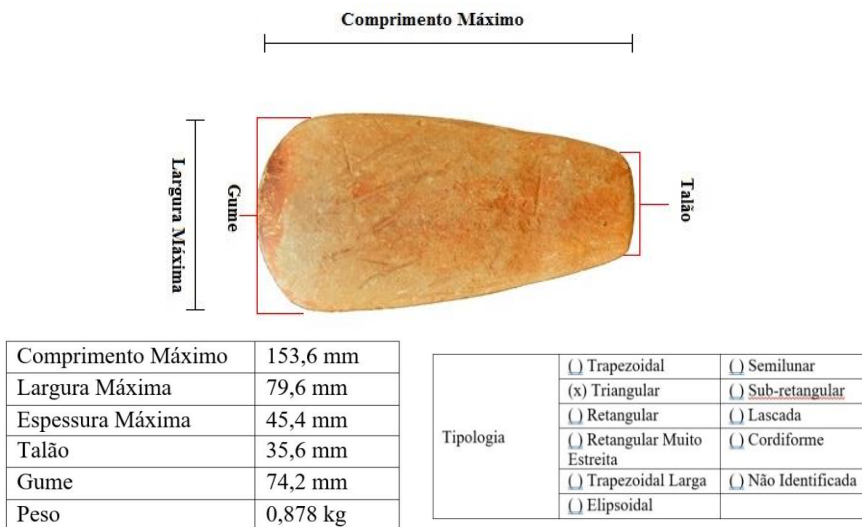 Comprimento Máximo
Largura Máxima
Gume
Talão
Comprimento Máximo 153,6 mm
Largura Máxima 79,6 mm
Espessura Máxima 45,4 mm
Talão 35,6 mm
Gume 74,2 mm
Peso 0,878 kg
Tipologia
( ) Trapezoidal ( ) Semilunar
(x) Triangular ( ) Sub-retangular
( ) Retangular ( ) Lascada
( ) Retangular Muito ( ) Cordiforme
Estreita
( ) Trapezoidal Larga ( ) Não Identificada
( ) Elipsoidal